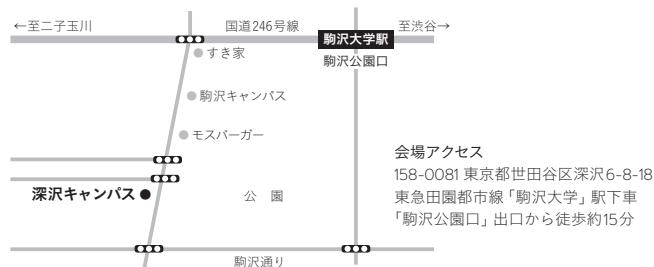 ←至二子玉川
国道246号線
至渋谷→
駒沢大学駅
駒沢公園口
すき家
駒沢キャンパス
モスバーガー
深沢キャンパス
公 園
駒沢通り
会場アクセス
158-0081 東京都世田谷区深沢6-8-18
東急田園都市線「駒沢大学」駅下車
「駒沢公園口」出口から徒歩約15分